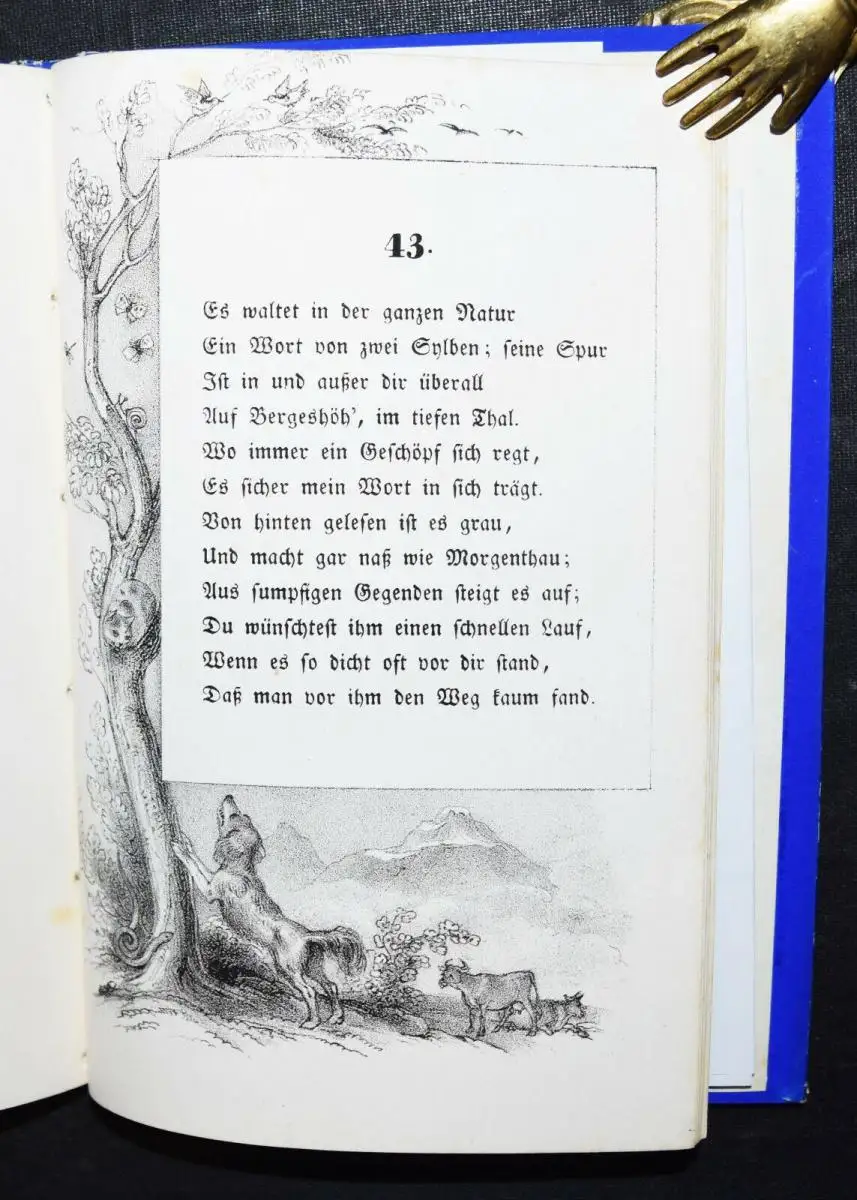 43.
Es waltet in der ganzen Natur
Ein Wort von zwei Sylben; seine Spur
Ist in und außer dir überall
Auf Bergeshöh', im tiefen Thal.
Wo immer ein Geschöpf sich regt,
Es sicher mein Wort in sich trägt.
Von hinten gelesen ist es grau,
Und macht gar naß wie Morgenthau;
Aus sumpfigen Gegenden steigt es auf;
Du wünschtest ihm einen schnellen Lauf,
Wenn es so dicht oft vor dir stand,
Daß man vor ihm den Weg kaum fand.